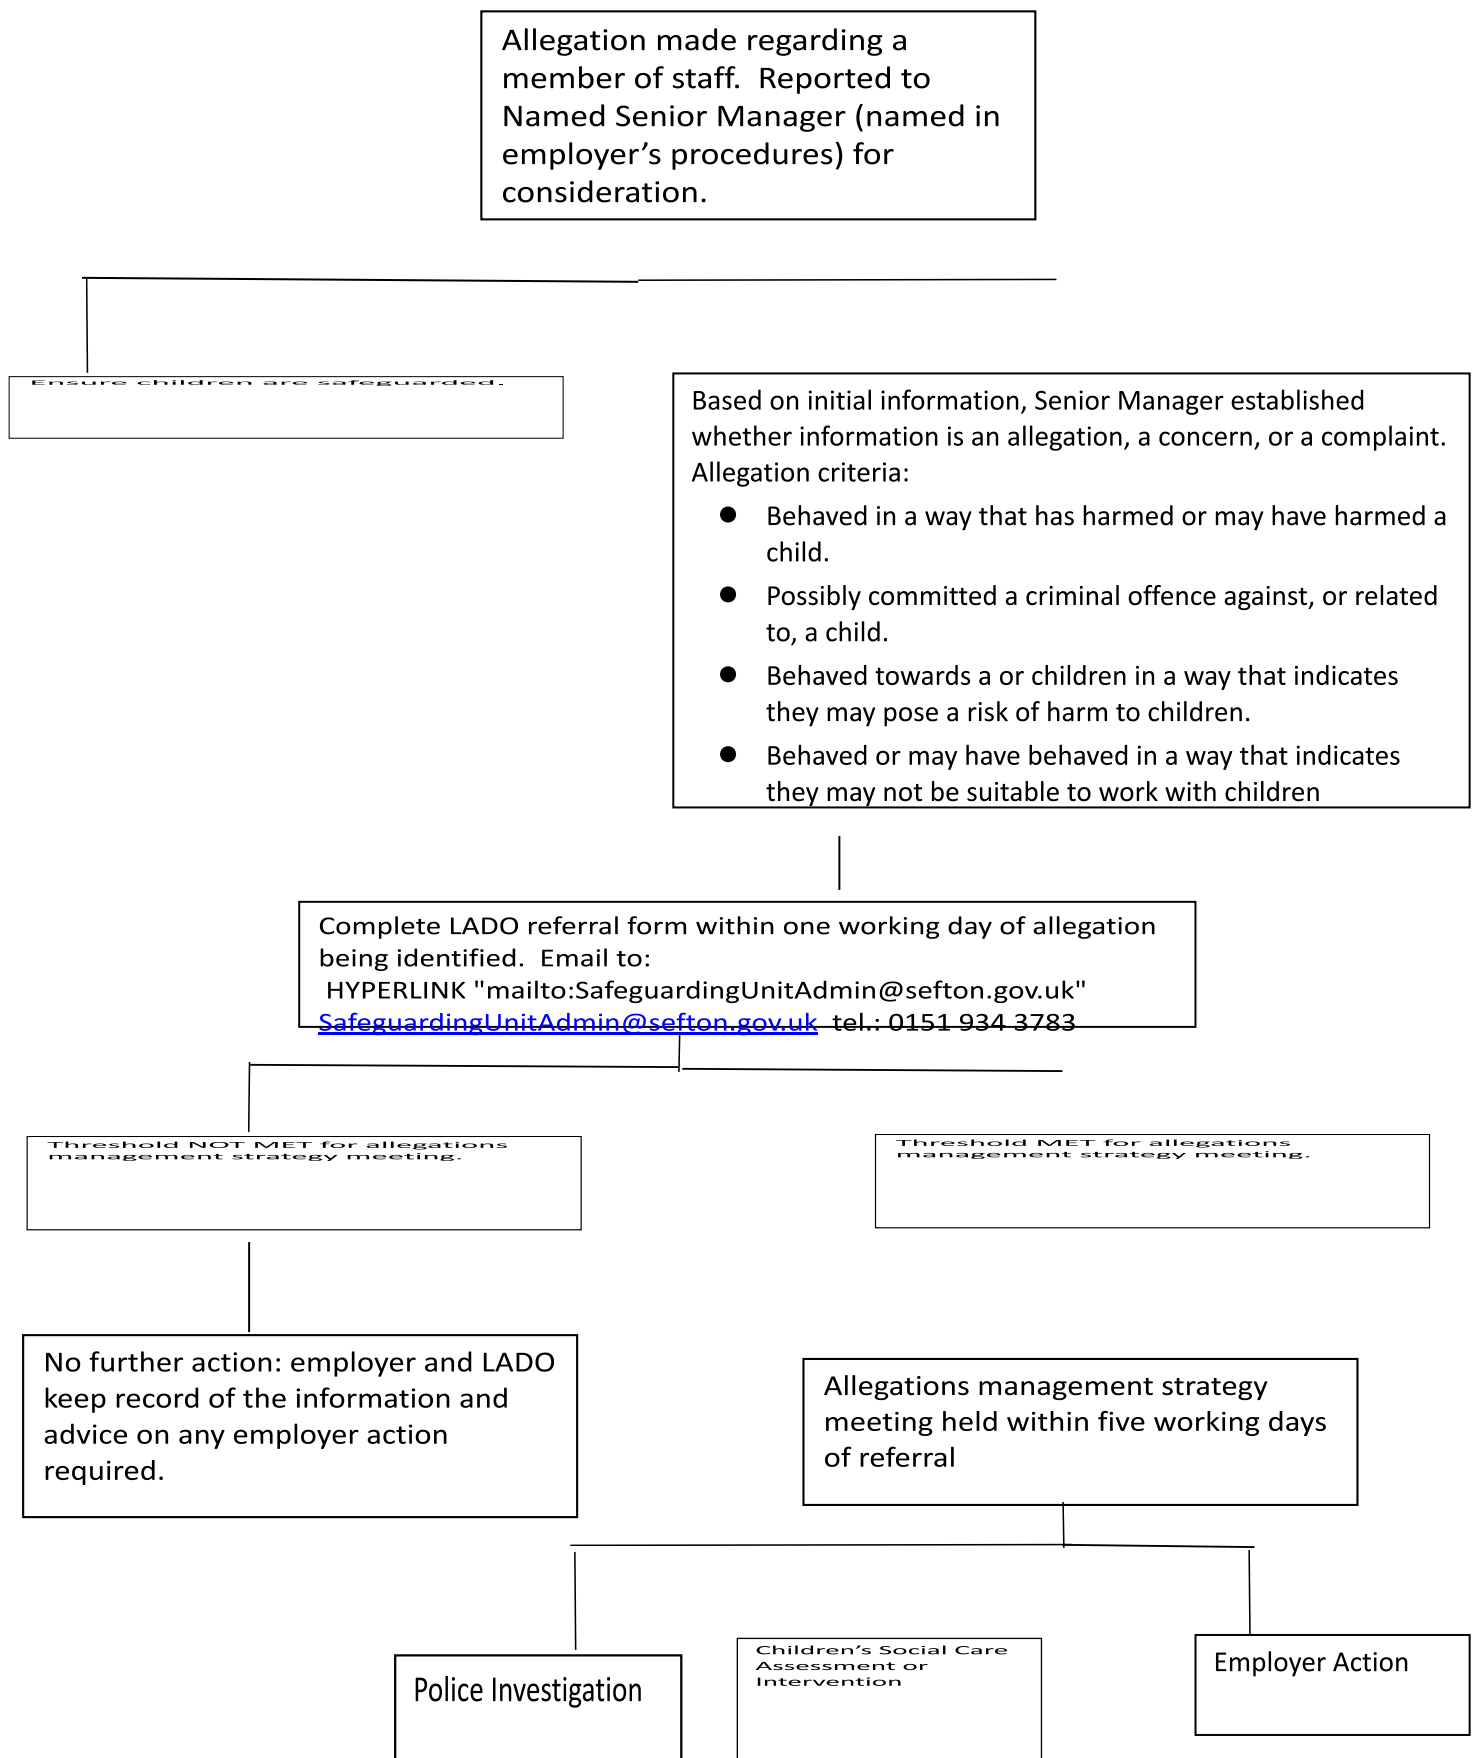 Allegation made regarding a
member of staff.  Reported to
Named Senior Manager (named in
employer’s procedures) for
consideration.
Ensure children are safeguarded.
Based on initial information, Senior Manager established
whether information is an allegation, a concern, or a complaint.
Allegation criteria:
● Behaved in a way that has harmed or may have harmed a
child.
● Possibly committed a criminal offence against, or related
to, a child.
● Behaved towards a or children in a way that indicates
they may pose a risk of harm to children.
● Behaved or may have behaved in a way that indicates
they may not be suitable to work with children
Complete LADO referral form within one working day of allegation
being identified.  Email to:
HYPERLINK "mailto:SafeguardingUnitAdmin@sefton.gov.uk"
SafeguardingUnitAdmin@sefton.gov.uk  tel.: 0151 934 3783
Threshold NOT MET for allegations
management strategy meeting.
Threshold MET for allegations
management strategy meeting.
No further action: employer and LADO
keep record of the information and
advice on any employer action
required.
Allegations management strategy
meeting held within five working days
of referral
Police Investigation
Children’s Social Care
Assessment or
Intervention
Employer Action